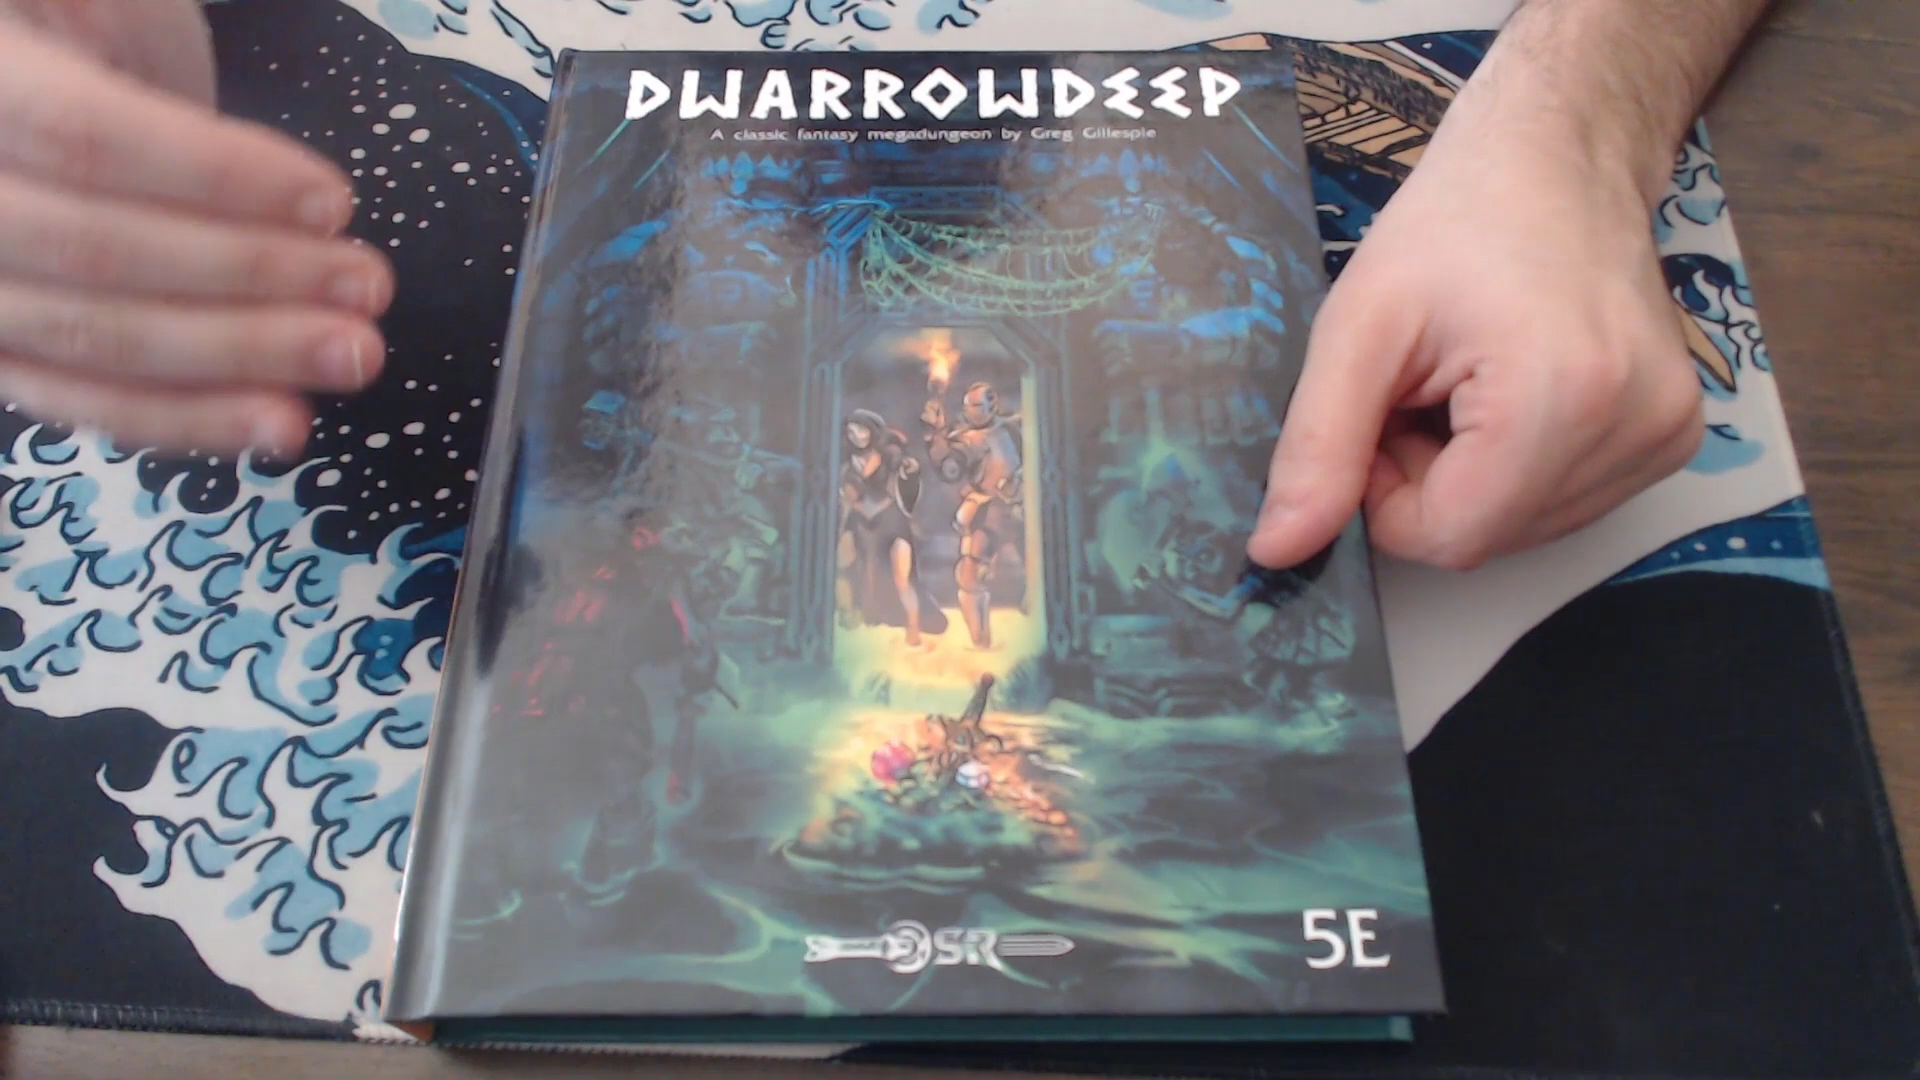 DWARROWDEEP
A classic fantasy megadungeon by Greg Gillespie
OSR
5E